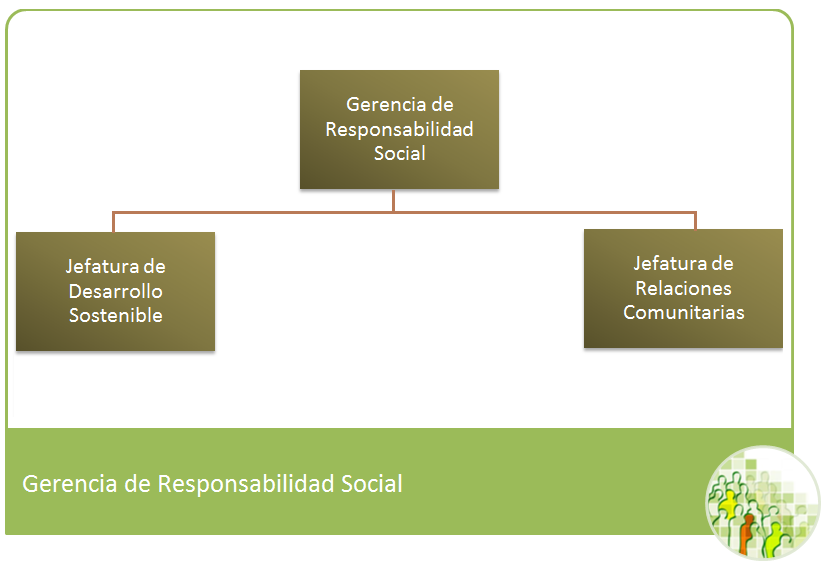 Gerencia de
Responsabilidad
Social
Jefatura de
Desarrollo
Sostenible
Jefatura de
Relaciones
Comunitarias
Gerencia de Responsabilidad Social